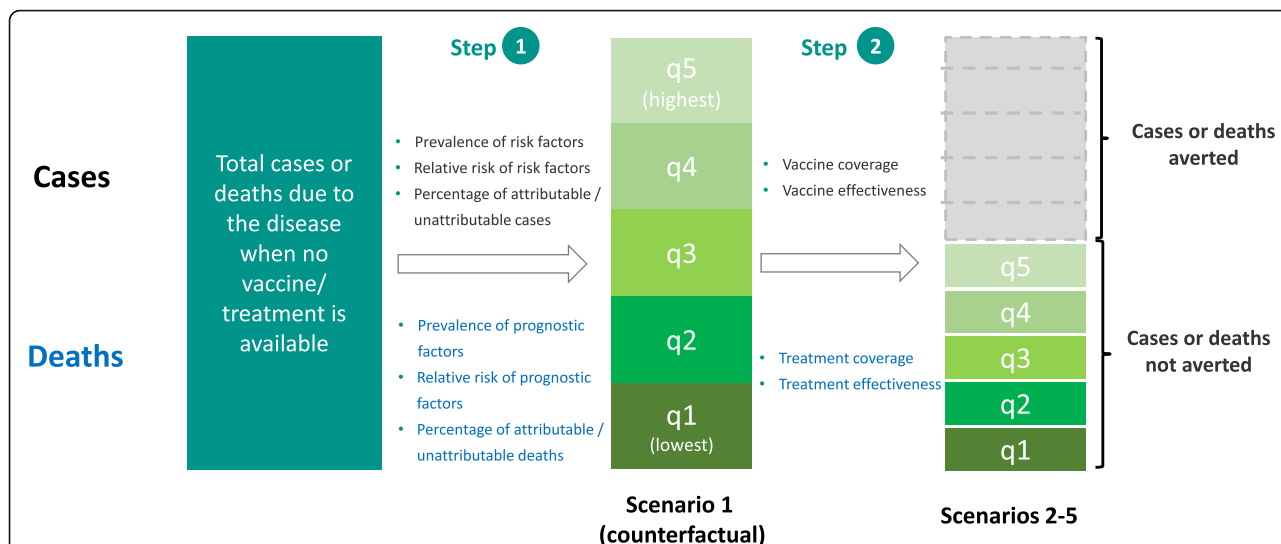 Cases
Deaths
Total cases or
deaths due to
the disease
when no
vaccine/
treatment is
available
Step 1
• Prevalence of risk factors
• Relative risk of risk factors
• Percentage of attributable /
unattributable cases
• Prevalence of prognostic
factors
• Relative risk of prognostic
factors
• Percentage of attributable /
unattributable deaths
q5
(highest)
q4
q3
q2
q1
(lowest)
Scenario 1
(counterfactual)
Step 2
• Vaccine coverage
• Vaccine effectiveness
• Treatment coverage
• Treatment effectiveness
q5
q4
q3
q2
q1
Scenarios 2-5
Cases or deaths
averted
Cases or deaths
not averted